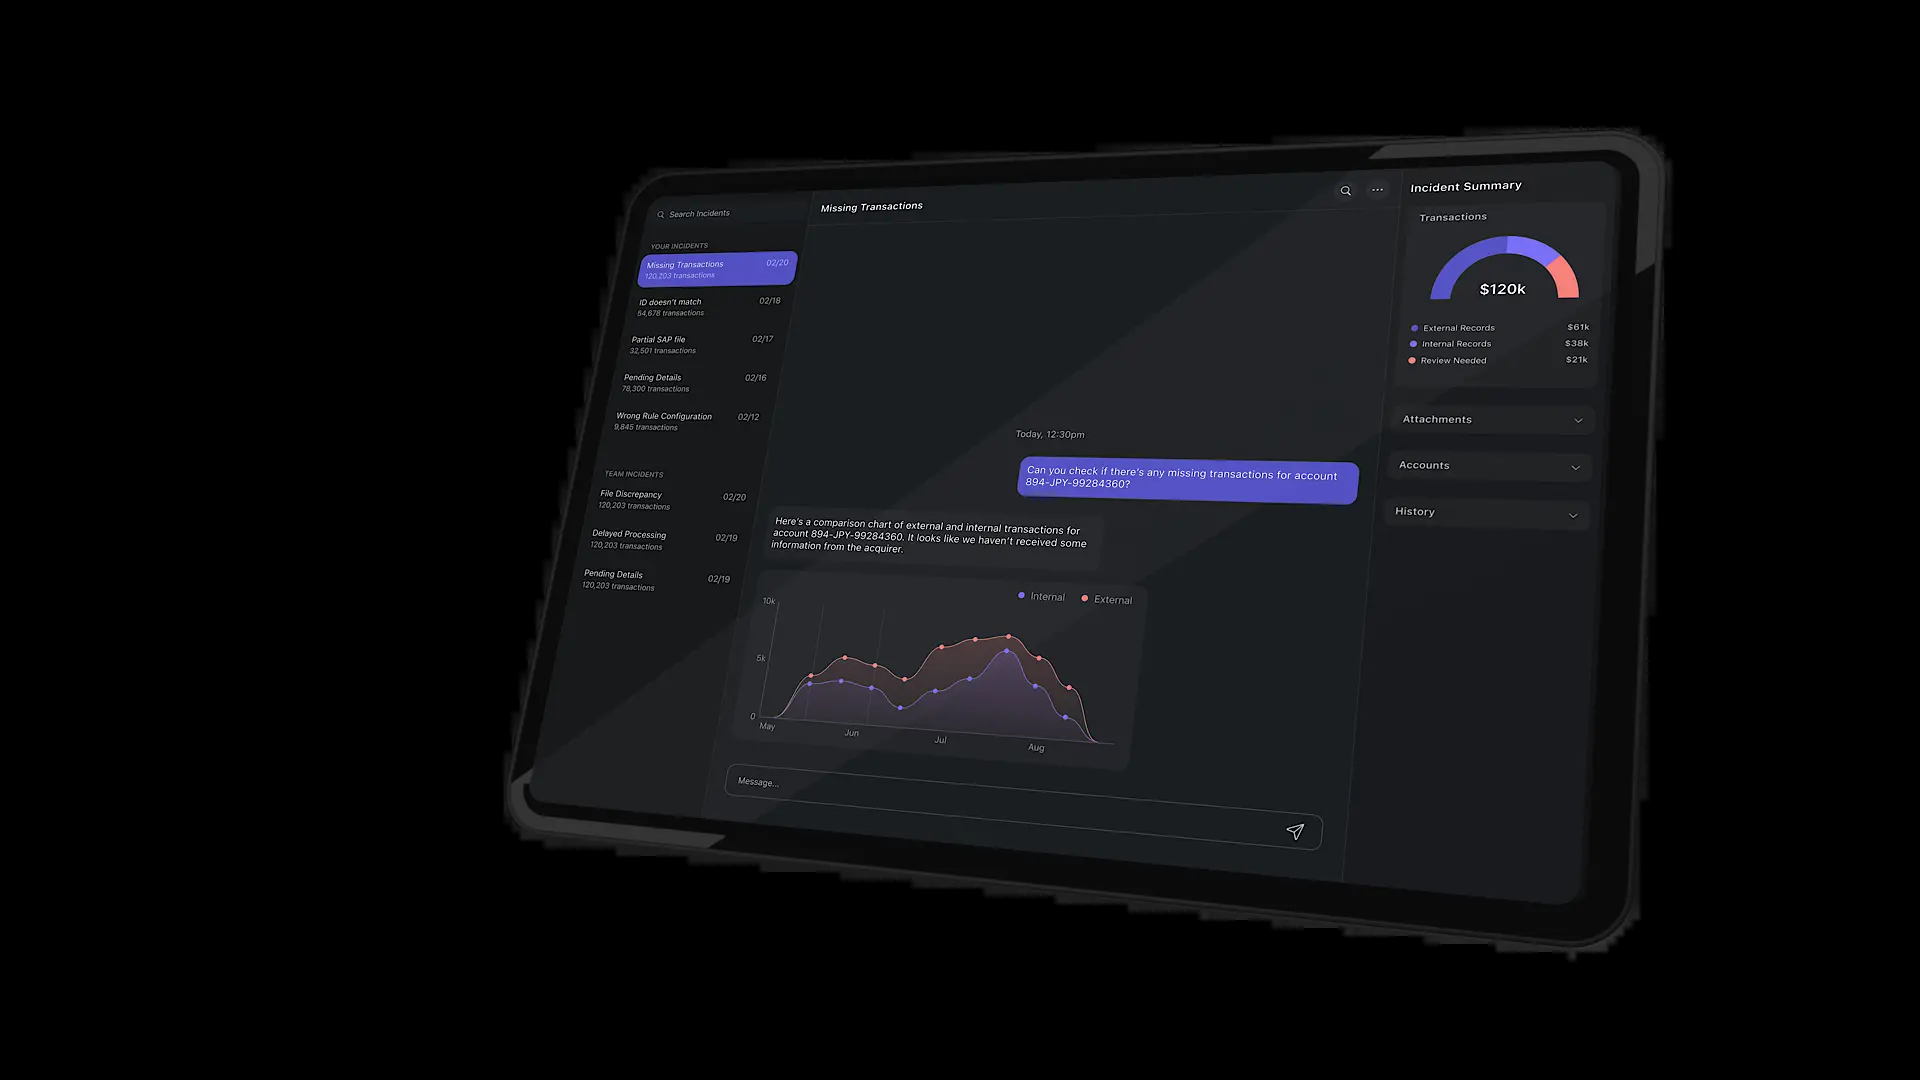 Search Incidents
YOUR INCIDENTS
Missing Transactions 02/20
120,203 transactions
ID doesn't match 02/18
54,678 transactions
Partial SAP file 02/17
32,501 transactions
Pending Details 02/16
78,300 transactions
Wrong Rule Configuration 02/12
9,845 transactions
TEAM INCIDENTS
File Discrepancy 02/20
120,203 transactions
Delayed Processing 02/19
120,203 transactions
Pending Details 02/19
120,203 transactions
Missing Transactions
Today, 12:30pm
Can you check if there's any missing transactions for account
894-JPY-99284360?
Here's a comparison chart of external and internal transactions for
account 894-JPY-99284360. It looks like we haven't received some
information from the acquirer.
Internal External
10k
5k
0
May Jun Jul Aug
Message...
Incident Summary
Transactions
$120k
External Records $61k
Internal Records $38k
Review Needed $21k
Attachments
Accounts
History